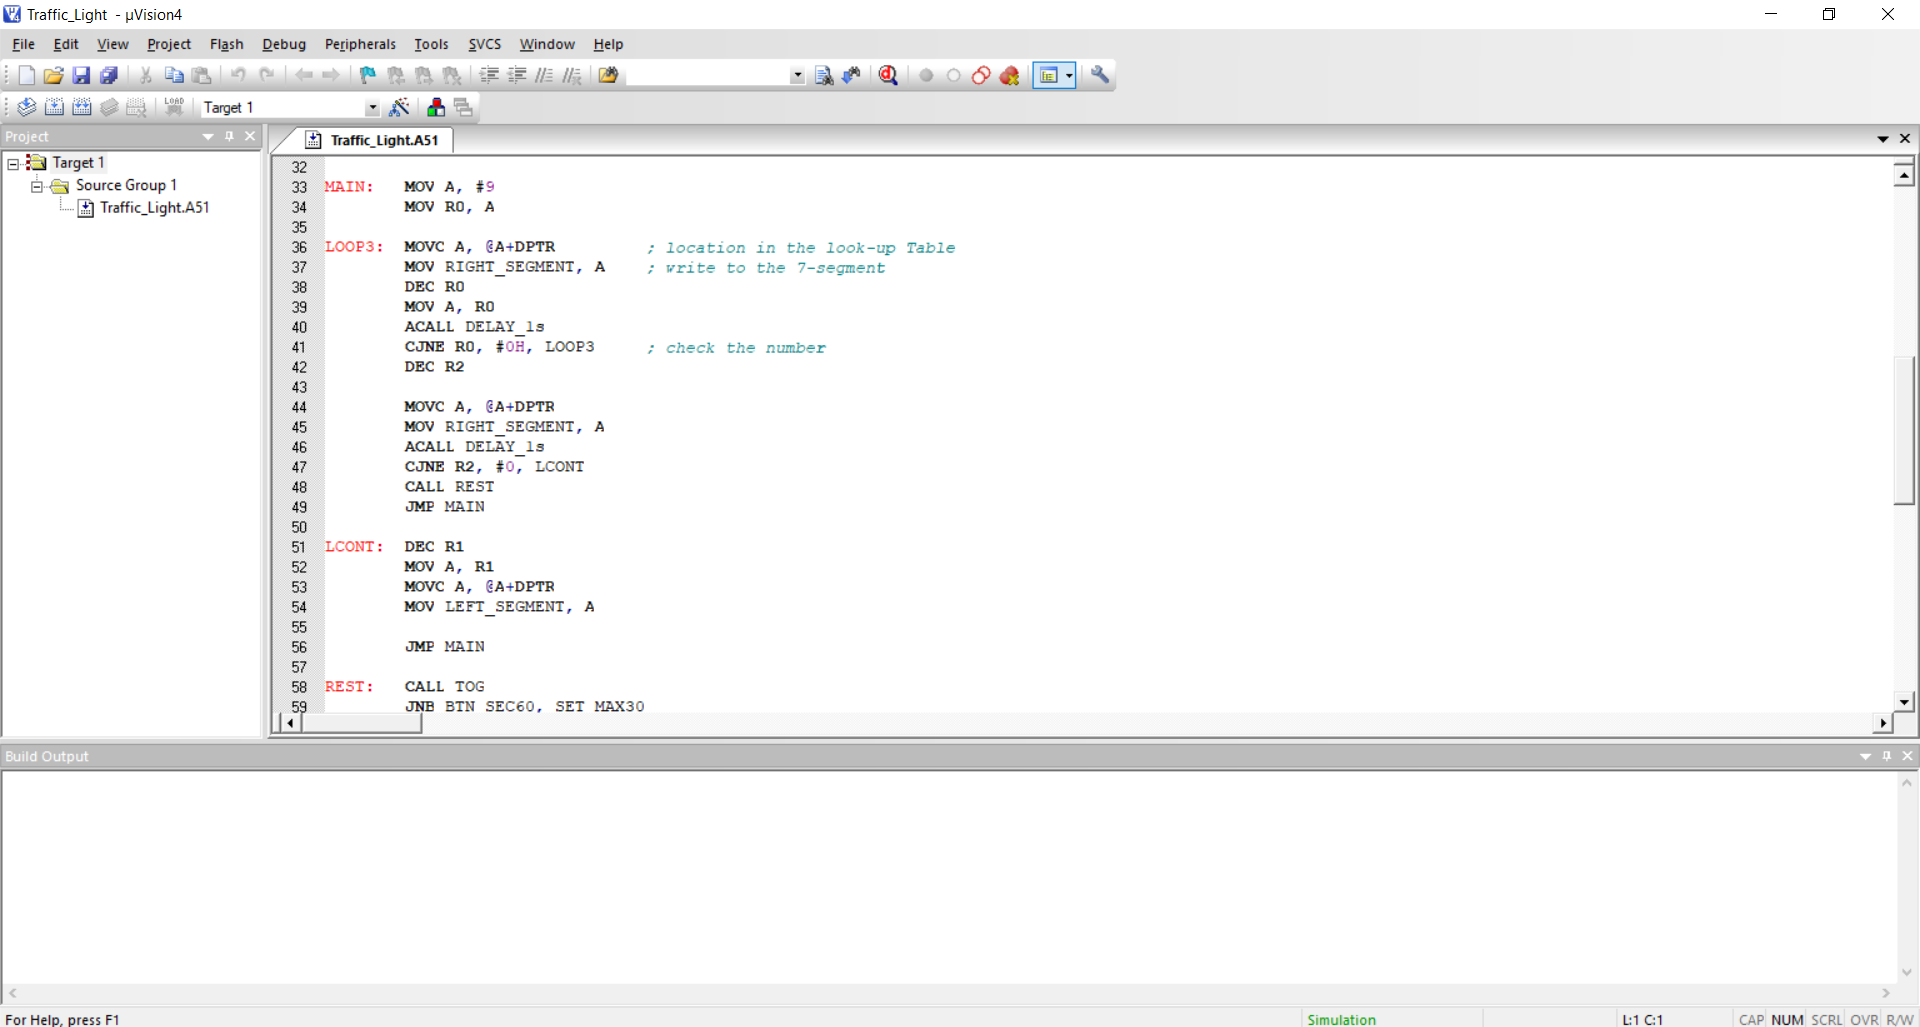 Traffic_Light - µVision4
File Edit View Project Flash Debug Peripherals Tools SVCS Window Help
LOAD Target 1
Project
Traffic_Light.A51
Target 1
Source Group 1
Traffic_Light.A51
32
33 MAIN: MOV A, #9
34 MOV R0, A
35
36 LOOP3: MOVC A, @A+DPTR ; location in the look-up Table
37 MOV RIGHT_SEGMENT, A ; write to the 7-segment
38 DEC R0
39 MOV A, R0
40 ACALL DELAY_1s
41 CJNE R0, #0H, LOOP3 ; check the number
42 DEC R2
43
44 MOVC A, @A+DPTR
45 MOV RIGHT_SEGMENT, A
46 ACALL DELAY_1s
47 CJNE R2, #0, LCONT
48 CALL REST
49 JMP MAIN
50
51 LCONT: DEC R1
52 MOV A, R1
53 MOVC A, @A+DPTR
54 MOV LEFT_SEGMENT, A
55
56 JMP MAIN
57
58 REST: CALL TOG
59 JNB BTN SEC60, SET MAX30
Build Output
For Help, press F1
Simulation
L:1 C:1
CAP NUM SCRL OVR R/W